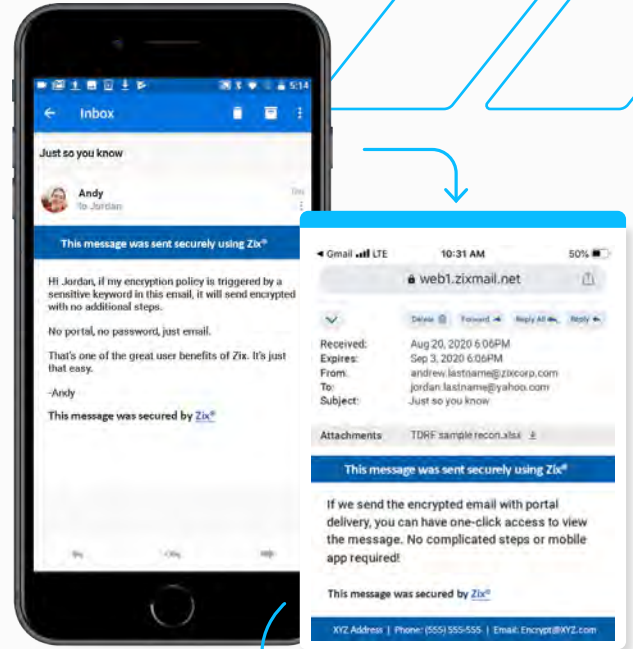 5:14
Inbox
Just so you know
Andy
to Jordan
This message was sent securely using Zix®
Hi Jordan, if my encryption policy is triggered by a
sensitive keyword in this email, it will send encrypted
with no additional steps.
No portal, no password, just email.
That's one of the great user benefits of Zix. It's just
that easy.
-Andy
This message was secured by Zix®
Gmail LTE 10:31 AM 50%
web1.zixmail.net
Delete Forward Reply All Reply
Received: Aug 20, 2020 6:06PM
Expires: Sep 3, 2020 6:06PM
From: andrew.lastname@zixcorp.com
To: jordan.lastname@yahoo.com
Subject: Just so you know
Attachments TDRF sample recon.xlsx
This message was sent securely using Zix®
If we send the encrypted email with portal
delivery, you can have one-click access to view
the message. No complicated steps or mobile
app required!
This message was secured by Zix®
XYZ Address | Phone: (555) 555-555 | Email: Encrypt@XYZ.com